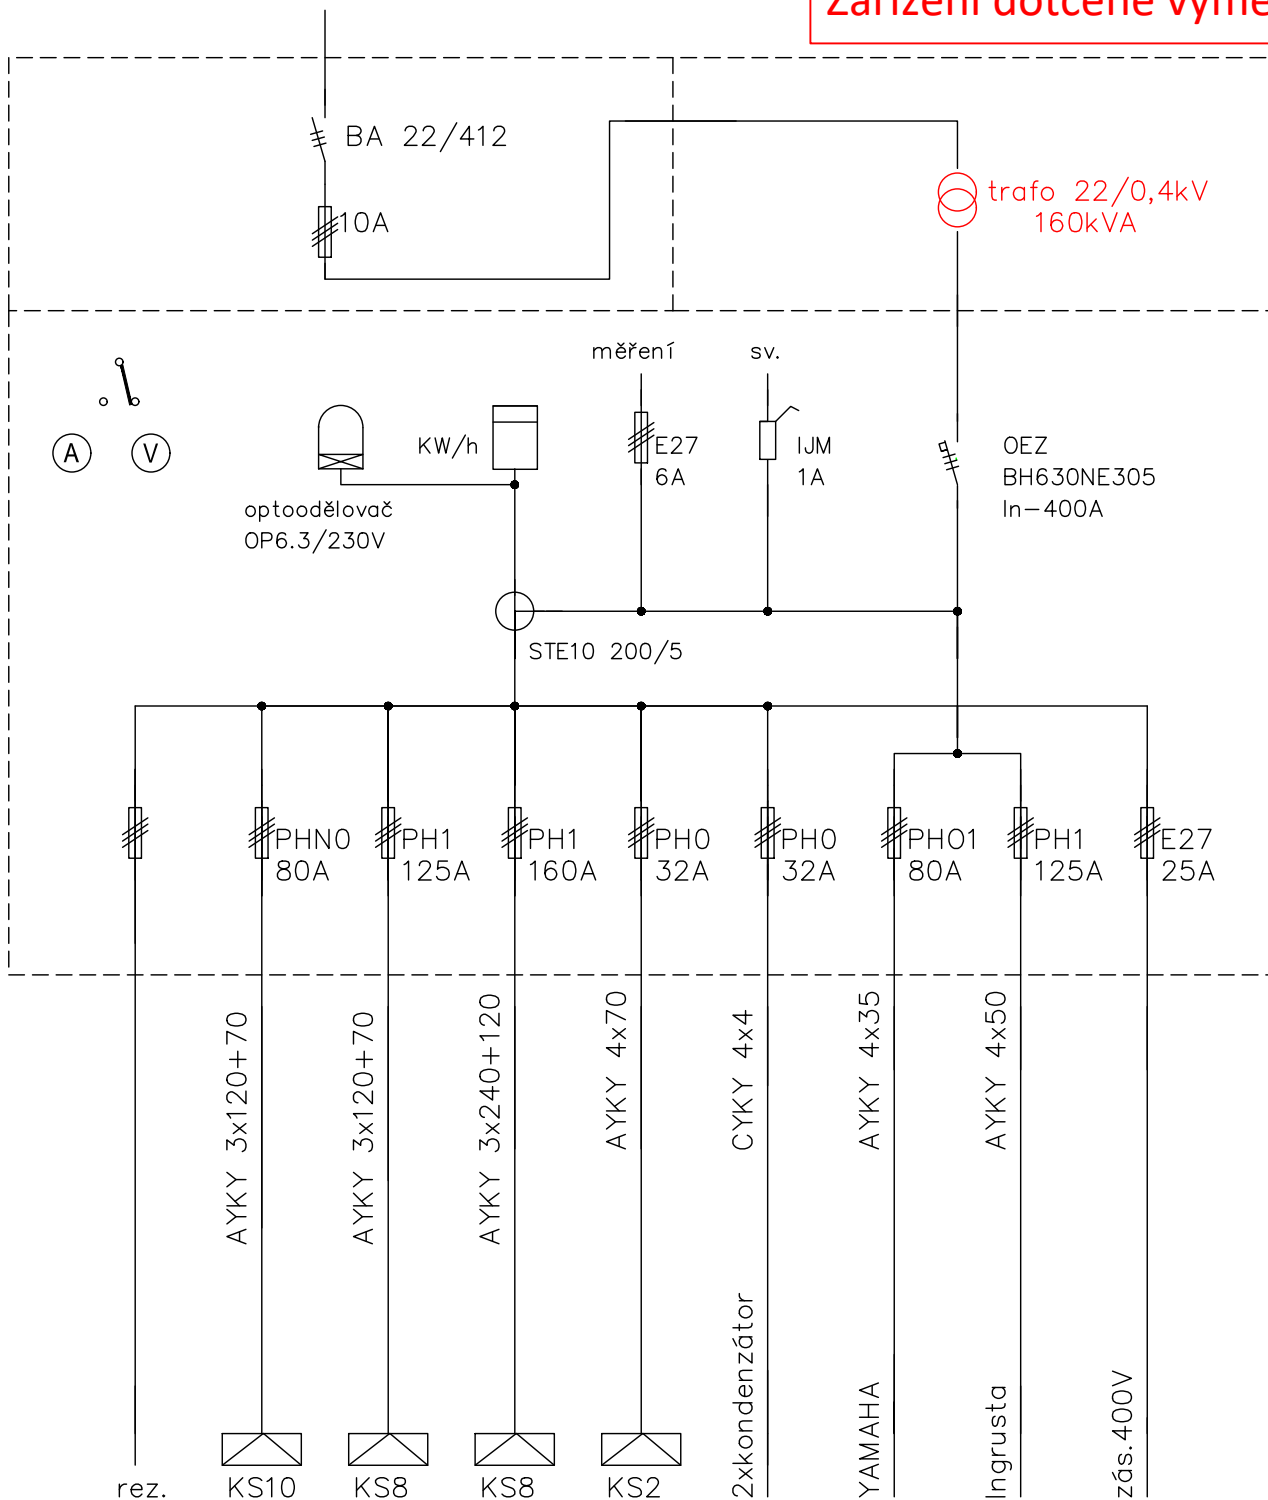 Zařízení dotčené
BA 22/412
10A
trafo 22/0,4kV
160kVA
měření
sv.
A
V
KW/h
E27
6A
IJM
1A
OEZ
BH630NE305
In-400A
optoodělovač
OP6.3/230V
STE10 200/5
PHN0
80A
PH1
125A
PH1
160A
PH0
32A
PH0
32A
PH01
80A
PH1
125A
E27
25A
AYKY 3x120+70
AYKY 3x120+70
AYKY 3x240+120
AYKY 4x70
CYKY 4x4
AYKY 4x35
AYKY 4x50
2xkondenzátor
YAMAHA
Ingrusta
zás.400V
rez.
KS10
KS8
KS8
KS2